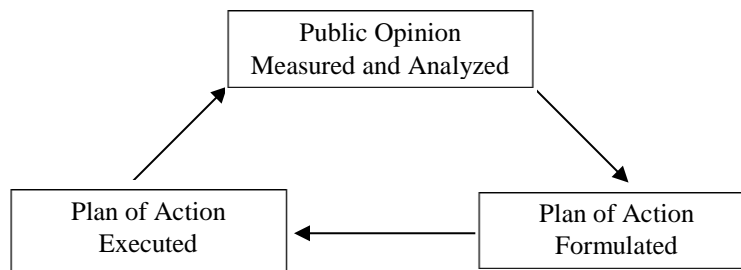 Public Opinion
Measured and Analyzed
Plan of Action
Executed
Plan of Action
Formulated